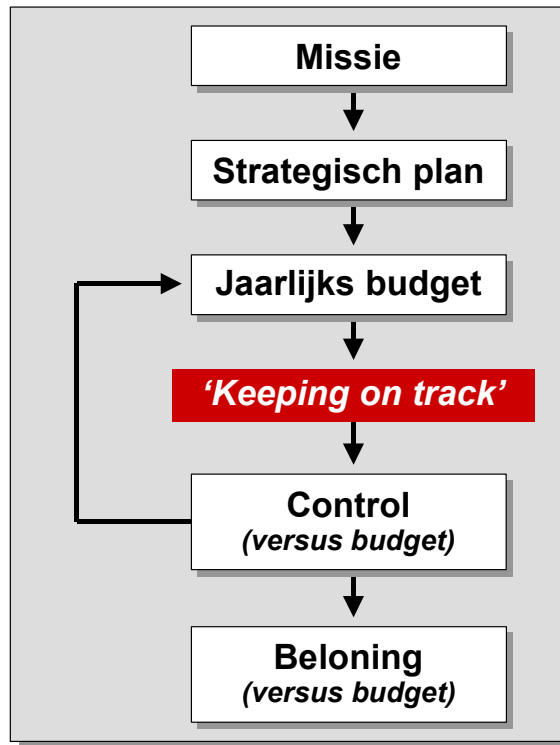 Missie
Strategisch plan
Jaarlijks budget
‘Keeping on track’
Control
(versus budget)
Beloning
(versus budget)